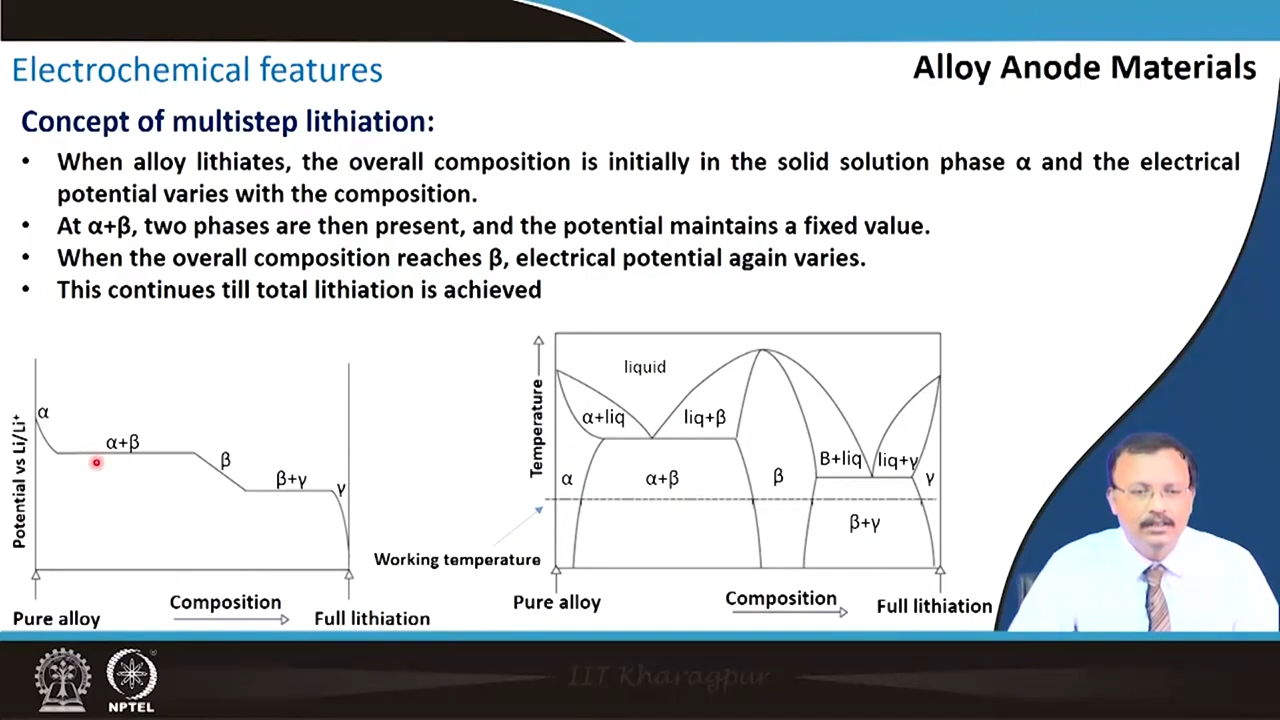 Electrochemical features
Alloy Anode Materials
Concept of multistep lithiation:
• When alloy lithiates, the overall composition is initially in the solid solution phase α and the electrical
potential varies with the composition.
• At α+β, two phases are then present, and the potential maintains a fixed value.
• When the overall composition reaches β, electrical potential again varies.
• This continues till total lithiation is achieved
Potential vs Li/Li⁺
α
α+β
β
β+γ
γ
Pure alloy
Composition
Full lithiation
Temperature
liquid
α+liq
liq+β
B+liq
liq+γ
α
α+β
β
γ
β+γ
Working temperature
Pure alloy
Composition
Full lithiation
NPTEL
IIT Kharagpur